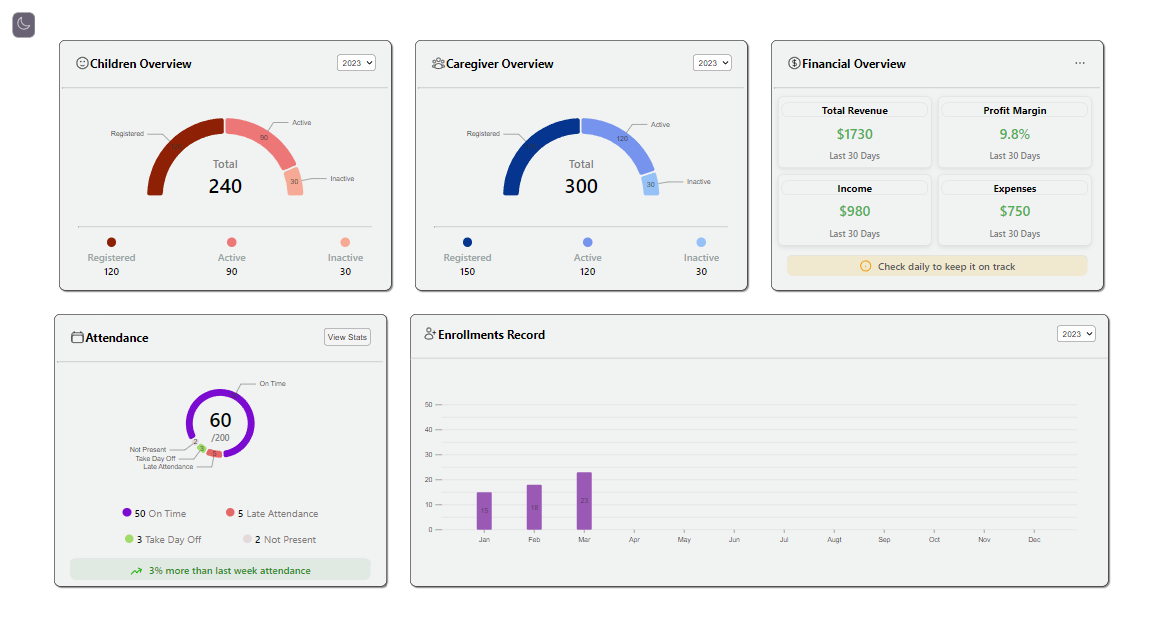 Children Overview
2023
Registered
Active
90
30
Inactive
Total
240
Registered
Active
Inactive
120
90
30
Caregiver Overview
2023
Registered
Active
120
30
Inactive
Total
300
Registered
Active
Inactive
150
120
30
Financial Overview
...
Total Revenue
$1730
Last 30 Days
Profit Margin
9.8%
Last 30 Days
Income
$980
Last 30 Days
Expenses
$750
Last 30 Days
Check daily to keep it on track
Attendance
View Stats
On Time
60
/200
Not Present
2
Take Day Off
3
Late Attendance
5
50 On Time
5 Late Attendance
3 Take Day Off
2 Not Present
3% more than last week attendance
Enrollments Record
2023
50
40
30
20
10
0
15
18
23
Jan Feb Mar Apr May Jun Jul Augt Sep Oct Nov Dec